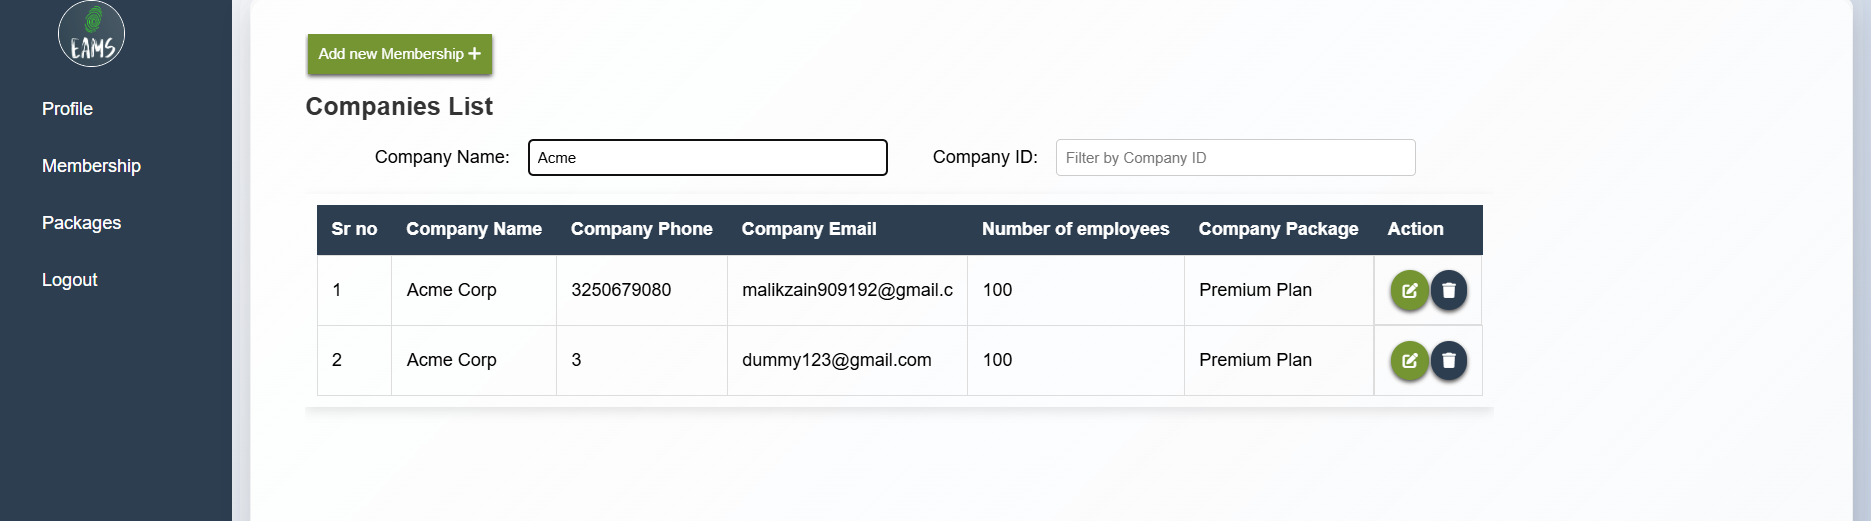 EAMS
Profile
Membership
Packages
Logout
Add new Membership +
Companies List
Company Name: Acme Company ID: Filter by Company ID
Sr no Company Name Company Phone Company Email Number of employees Company Package Action
1 Acme Corp 3250679080 malikzain909192@gmail.c 100 Premium Plan
2 Acme Corp 3 dummy123@gmail.com 100 Premium Plan